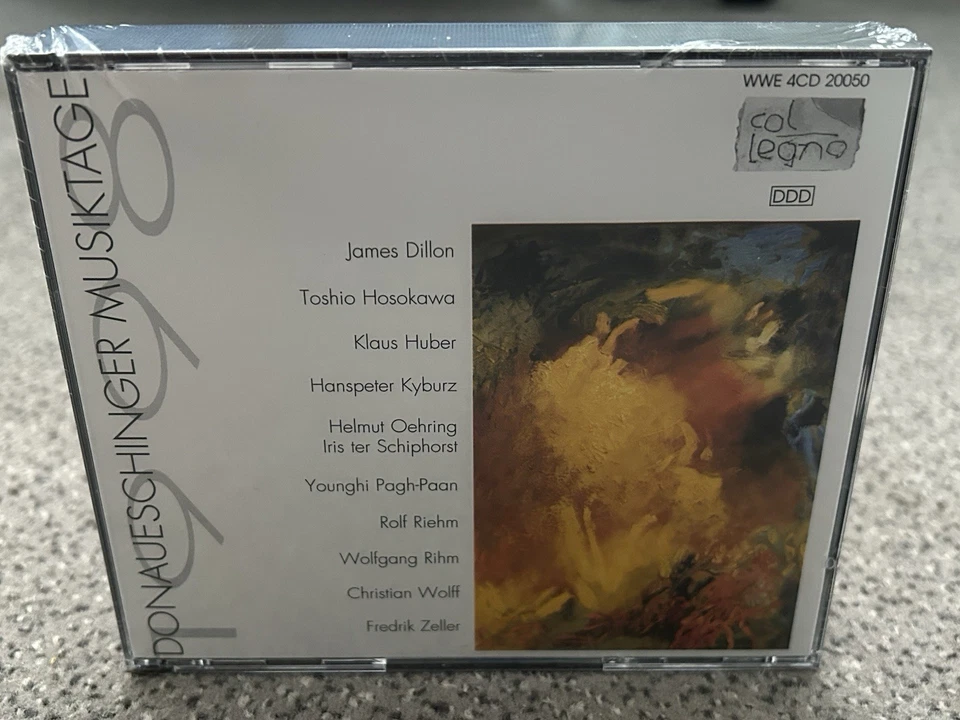 WWE 4CD 20050
col
legno
DDD
DONAUESCHINGER MUSIKTAGE
1998
James Dillon
Toshio Hosokawa
Klaus Huber
Hanspeter Kyburz
Helmut Oehring
Iris ter Schiphorst
Younghi Pagh-Paan
Rolf Riehm
Wolfgang Rihm
Christian Wolff
Fredrik Zeller